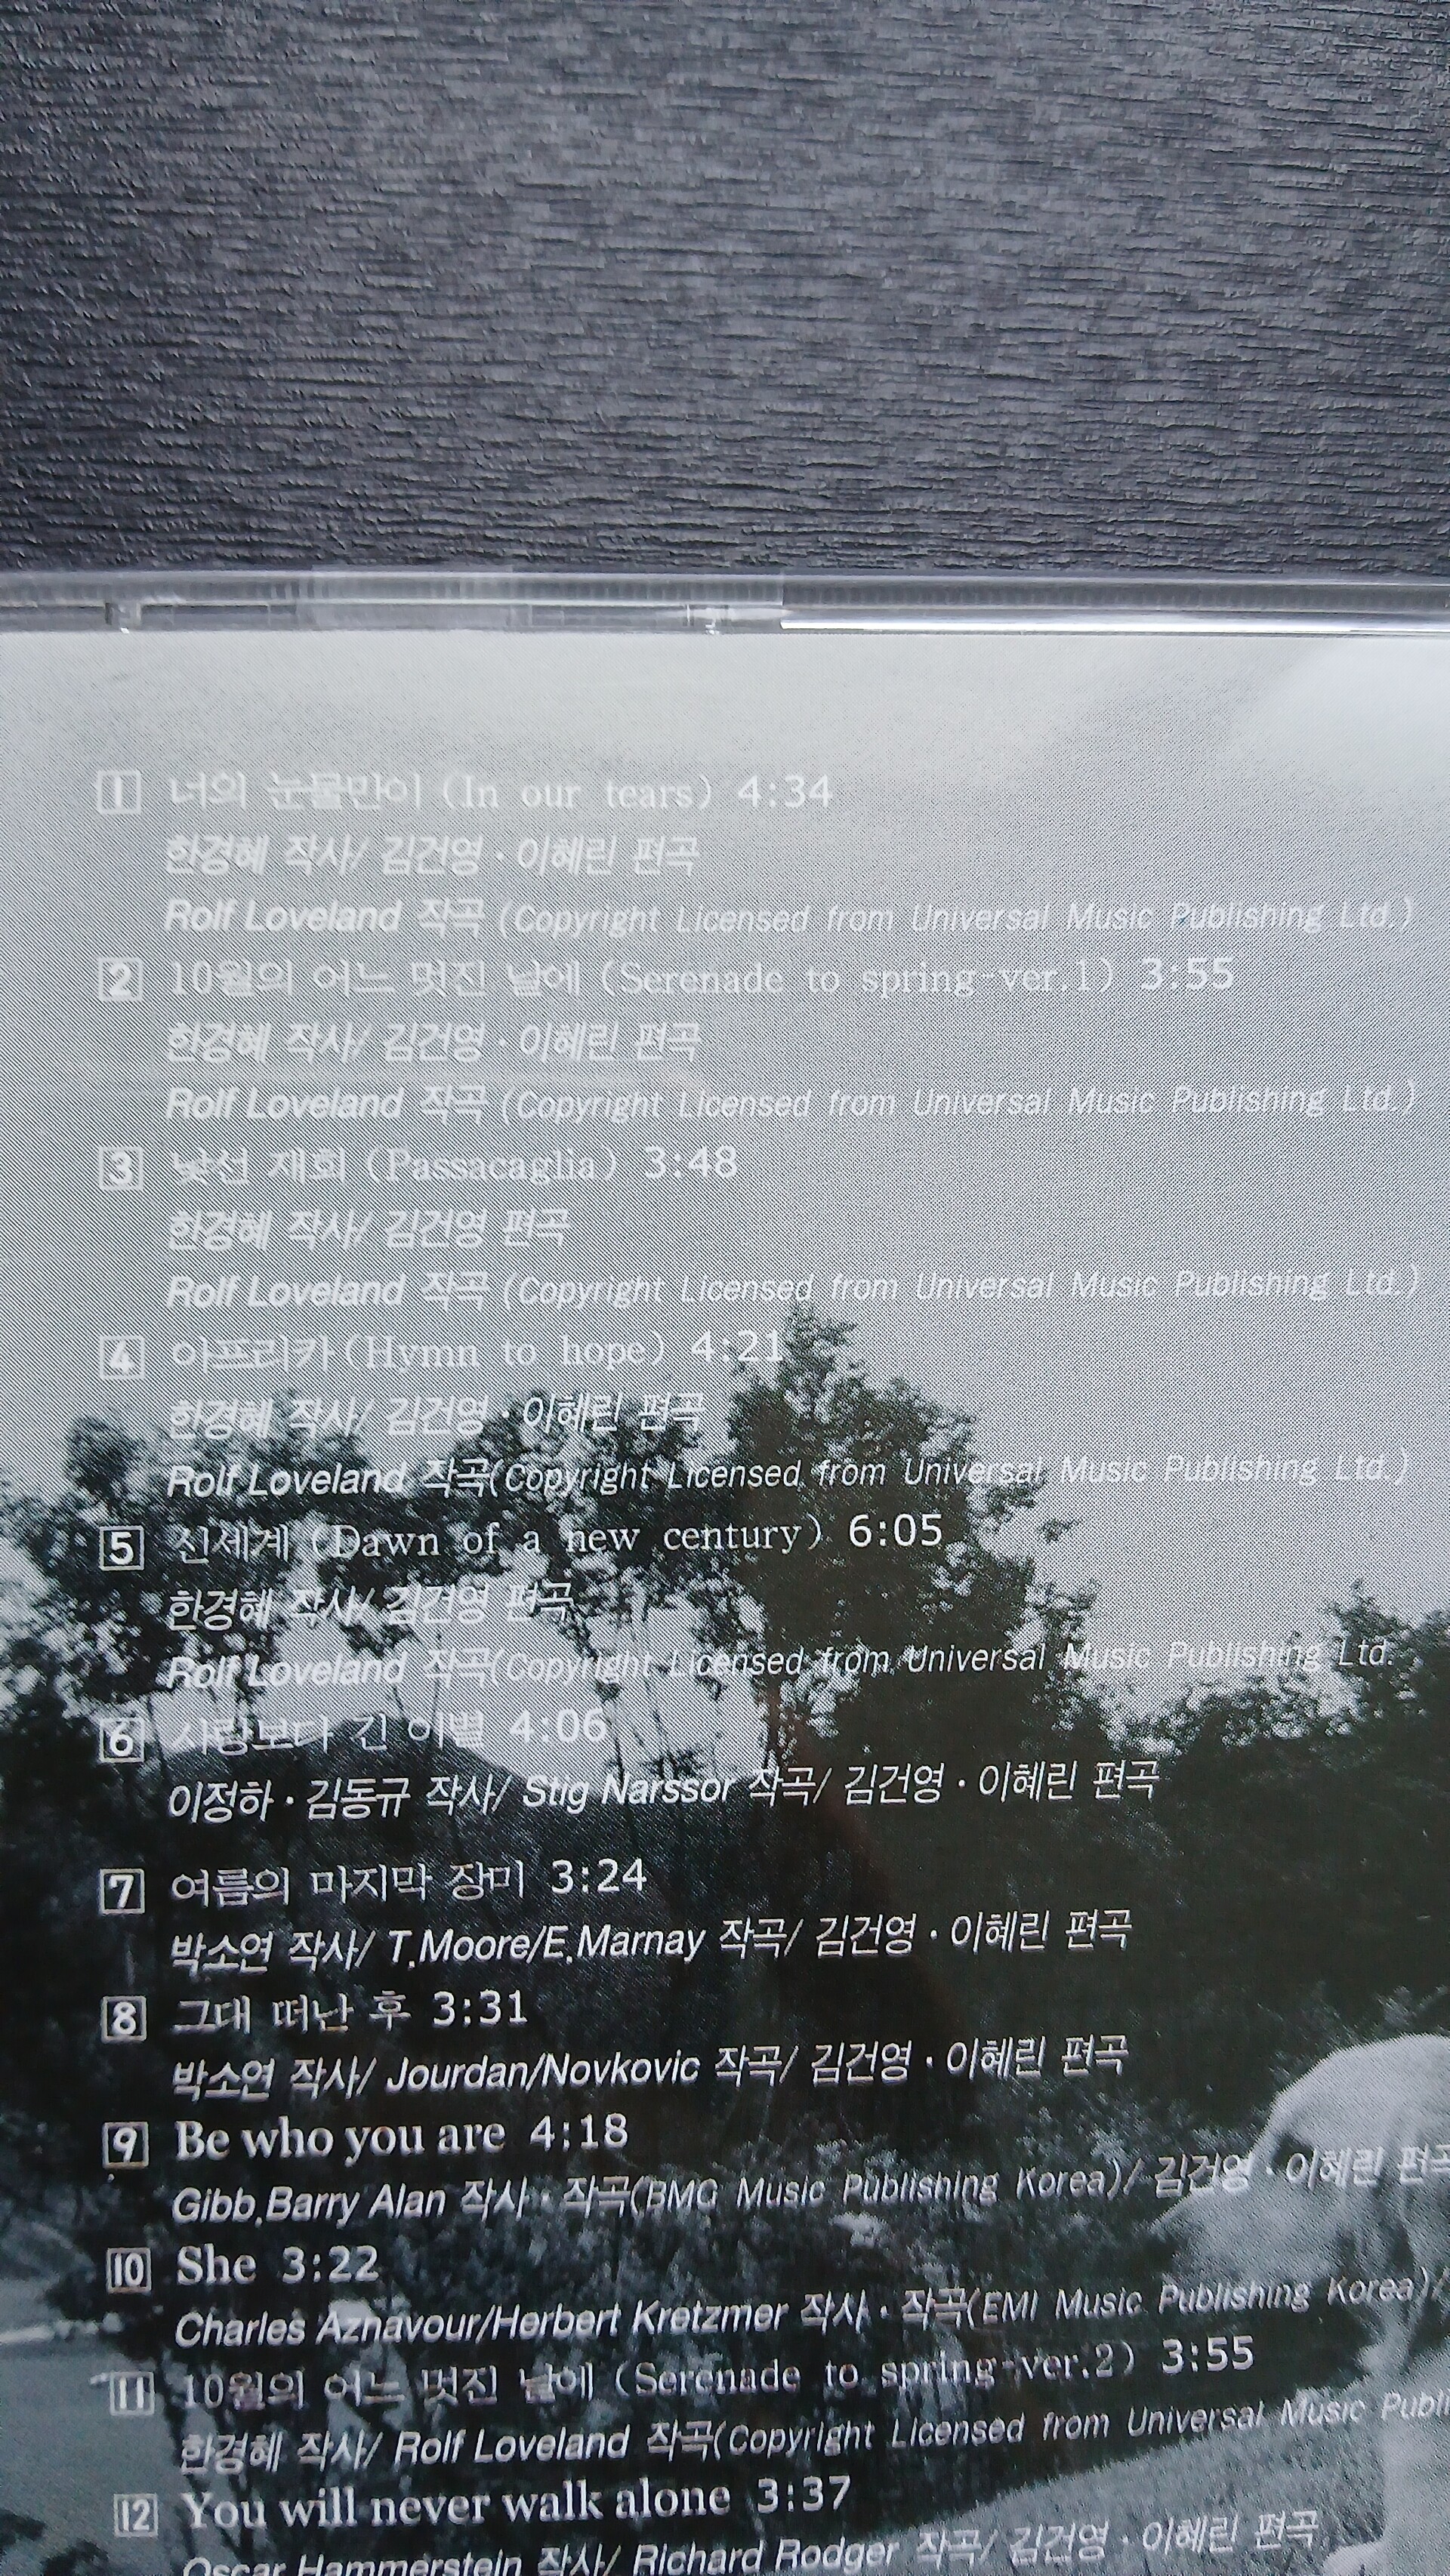 1 너의 눈물만이 (In our tears) 4:34
한경혜 작사/ 김건영·이혜린 편곡
Rolf Loveland 작곡 (Copyright Licensed from Universal Music Publishing Ltd.)
2 10월의 어느 멋진 날에 (Serenade to spring-ver.1) 3:55
한경혜 작사/ 김건영·이혜린 편곡
Rolf Loveland 작곡 (Copyright Licensed from Universal Music Publishing Ltd.)
3 낯선 재회 (Passacaglia) 3:48
한경혜 작사/ 김건영 편곡
Rolf Loveland 작곡 (Copyright Licensed from Universal Music Publishing Ltd.)
4 아프리카 (Hymn to hope) 4:21
한경혜 작사/ 김건영·이혜린 편곡
Rolf Loveland 작곡(Copyright Licensed from Universal Music Publishing Ltd.)
5 신세계 (Dawn of a new century) 6:05
한경혜 작사/ 김건영 편곡
Rolf Loveland 작곡(Copyright Licensed from Universal Music Publishing Ltd.
6 사랑보다 긴 이별 4:06
이정하·김동규 작사/ Stig Narssor 작곡/ 김건영·이혜린 편곡
7 여름의 마지막 장미 3:24
박소연 작사/ T.Moore/E.Marnay 작곡/ 김건영·이혜린 편곡
8 그대 떠난 후 3:31
박소연 작사/ Jourdan/Novkovic 작곡/ 김건영·이혜린 편곡
9 Be who you are 4:18
Gibb,Barry Alan 작사·작곡(BMG Music Publishing Korea)/ 김건영·이혜린 편곡
10 She 3:22
Charles Aznavour/Herbert Kretzmer 작사·작곡(EMI Music Publishing Korea)/
11 10월의 어느 멋진 날에 (Serenade to spring-ver.2) 3:55
한경혜 작사/ Rolf Loveland 작곡(Copyright Licensed from Universal Music Publ
12 You will never walk alone 3:37
Oscar Hammerstein 작사/ Richard Rodger 작곡/ 김건영·이혜린 편곡